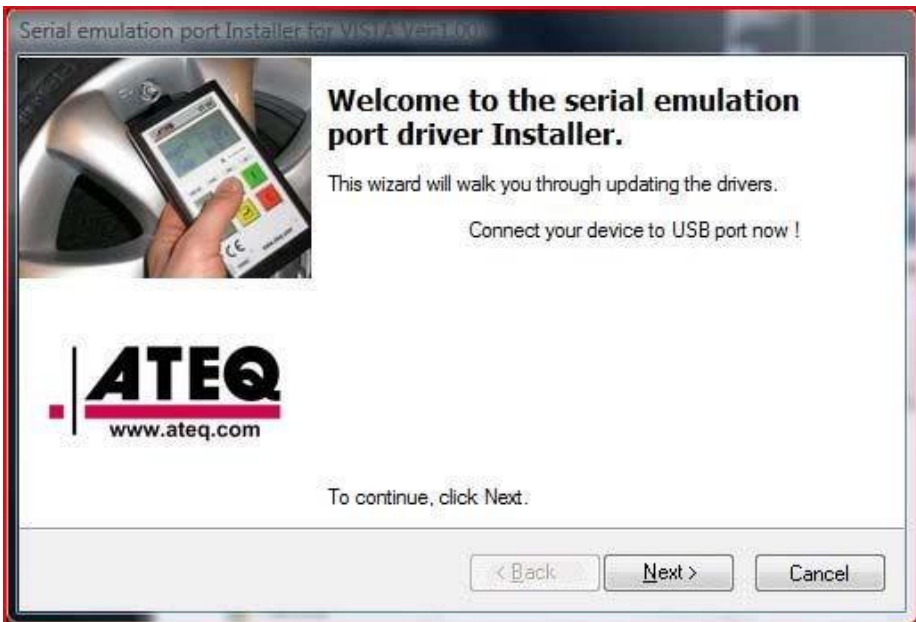 Serial emulation port Installer for VISTA Ver:1.00
Welcome to the serial emulation
port driver Installer.
This wizard will walk you through updating the drivers.
Connect your device to USB port now !
ATEQ
www.ateq.com
To continue, click Next.
< Back
Next >
Cancel